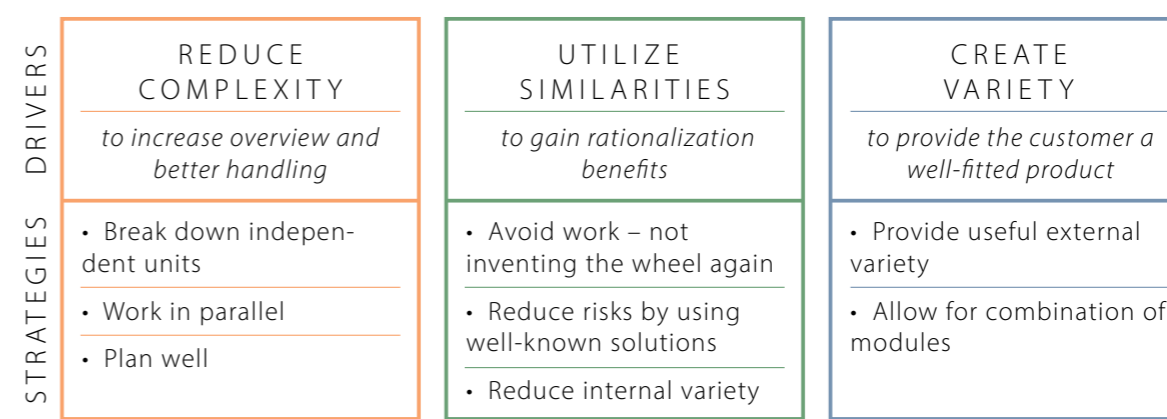 DRIVERS
REDUCE
COMPLEXITY
to increase overview and
better handling
UTILIZE
SIMILARITIES
to gain rationalization
benefits
CREATE
VARIETY
to provide the customer a
well-fitted product
STRATEGIES
• Break down indepen-
dent units
• Work in parallel
• Plan well
• Avoid work – not
inventing the wheel again
• Reduce risks by using
well-known solutions
• Reduce internal variety
• Provide useful external
variety
• Allow for combination of
modules